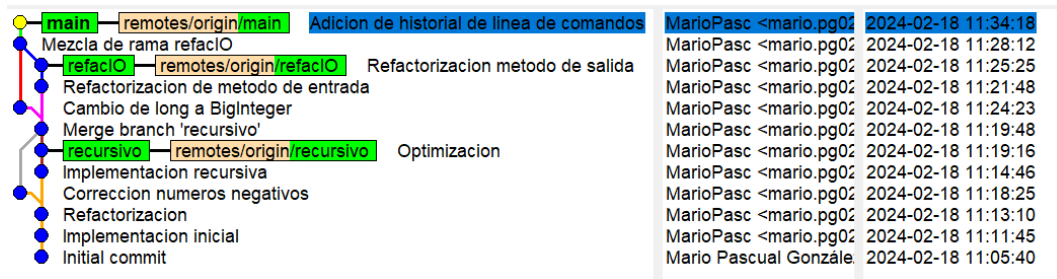 main remotes/origin/main Adicion de historial de linea de comandos MarioPasc <mario.pg02 2024-02-18 11:34:18
Mezcla de rama refacIO MarioPasc <mario.pg02 2024-02-18 11:28:12
refacIO remotes/origin/refacIO Refactorizacion metodo de salida MarioPasc <mario.pg02 2024-02-18 11:25:25
Refactorizacion de metodo de entrada MarioPasc <mario.pg02 2024-02-18 11:21:48
Cambio de long a BigInteger MarioPasc <mario.pg02 2024-02-18 11:24:23
Merge branch 'recursivo' MarioPasc <mario.pg02 2024-02-18 11:19:48
recursivo remotes/origin/recursivo Optimizacion MarioPasc <mario.pg02 2024-02-18 11:19:16
Implementacion recursiva MarioPasc <mario.pg02 2024-02-18 11:14:46
Correccion numeros negativos MarioPasc <mario.pg02 2024-02-18 11:18:25
Refactorizacion MarioPasc <mario.pg02 2024-02-18 11:13:10
Implementacion inicial MarioPasc <mario.pg02 2024-02-18 11:11:45
Initial commit Mario Pascual Gonzále 2024-02-18 11:05:40